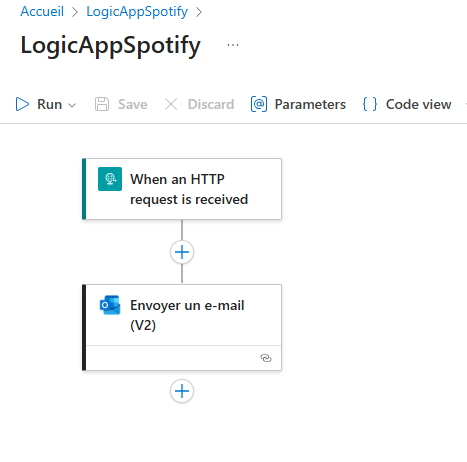 Accueil > LogicAppSpotify >
LogicAppSpotify ...
Run Save Discard Parameters Code view
When an HTTP
request is received
Envoyer un e-mail
(V2)